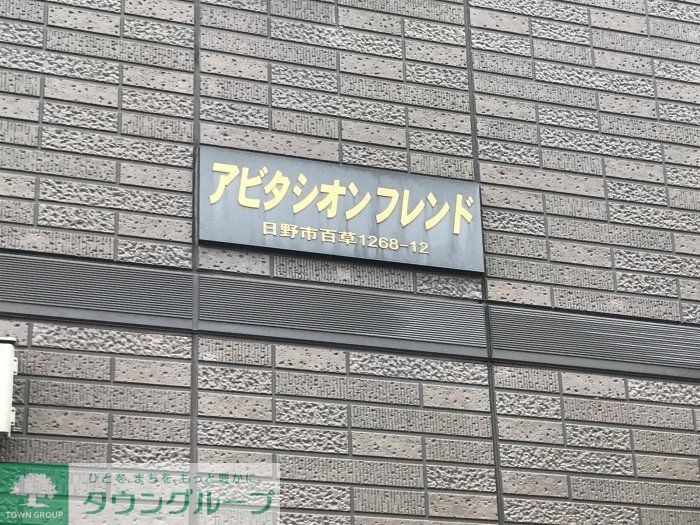 アビタシオンフレンド
日野市百草1268-12
ひとを、まちを、もっと豊かに。
タウングループ
TOWN GROUP